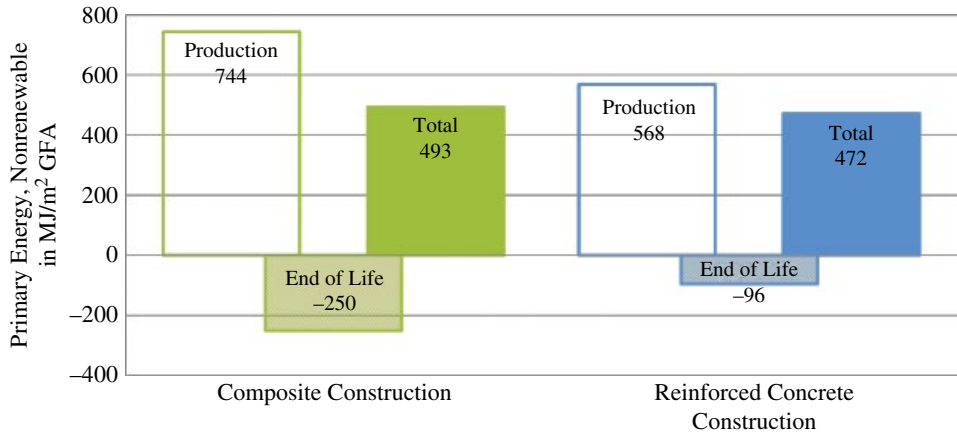 Primary Energy, Nonrenewable
in MJ/m² GFA
800
600
400
200
0
–200
–400
Production
744
End of Life
–250
Total
493
Production
568
End of Life
–96
Total
472
Composite Construction
Reinforced Concrete
Construction